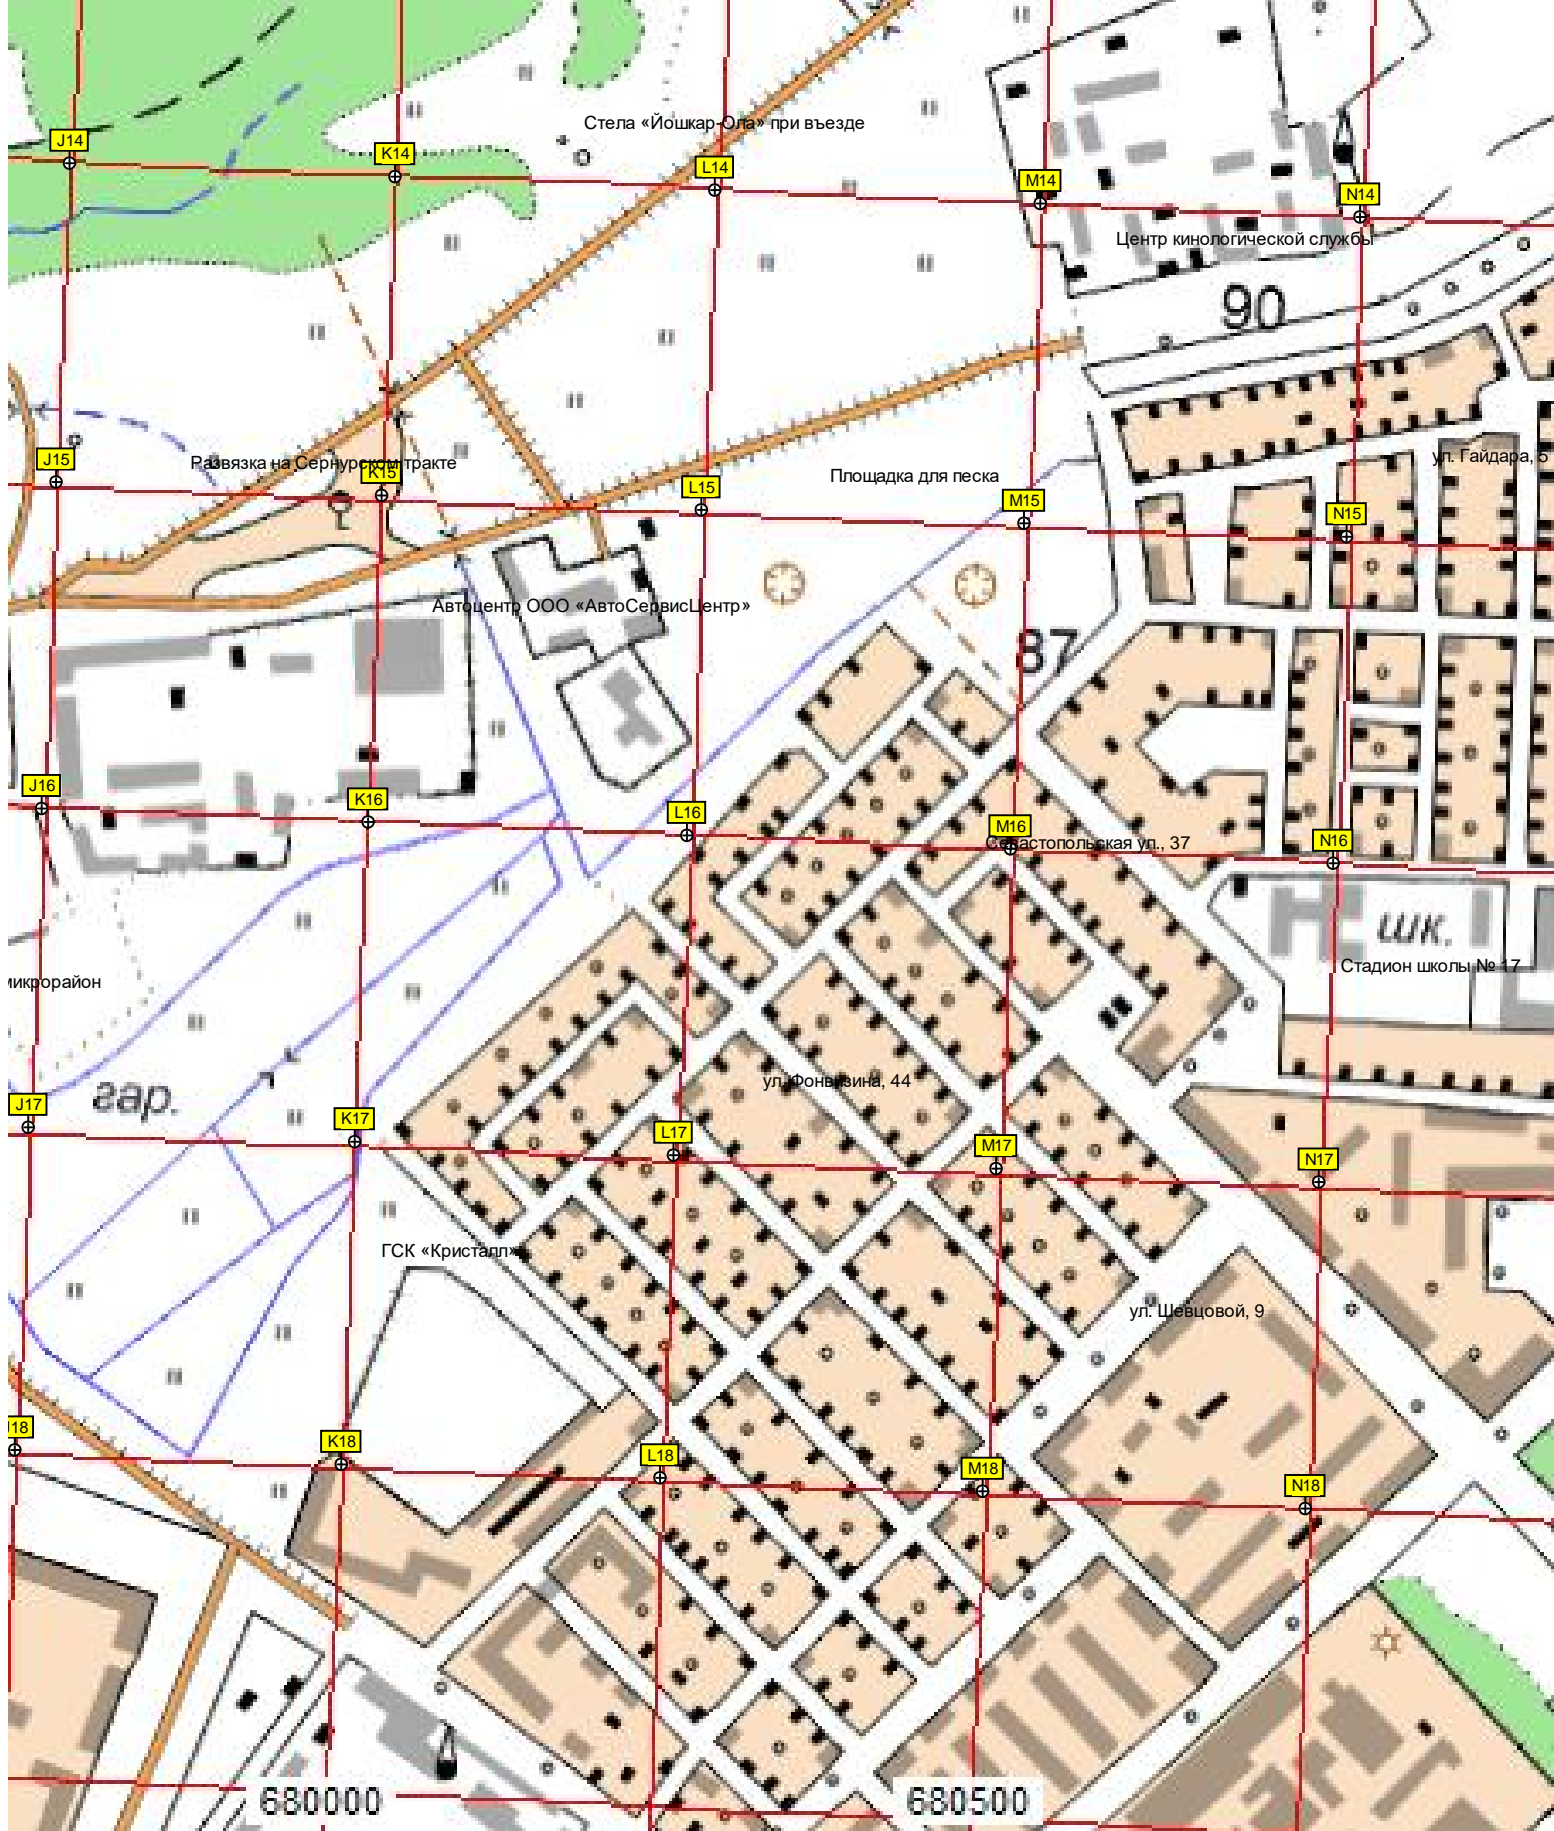 Стела «Йошкар-Ола» при въезде
J14
K14
L14
M14
N14
Центр кинологической службы
90
J15
Развязка на Сернурском тракте
K15
L15
Площадка для песка
M15
N15
ул. Гайдара, 5
Автоцентр ООО «АвтоСервисЦентр»
87
J16
K16
L16
M16
Севастопольская ул., 37
N16
шк.
Стадион школы № 17
микрорайон
ул. Фонвизина, 44
гар.
J17
K17
L17
M17
N17
ГСК «Кристалл»
ул. Шевцовой, 9
J18
K18
L18
M18
N18
680000
680500